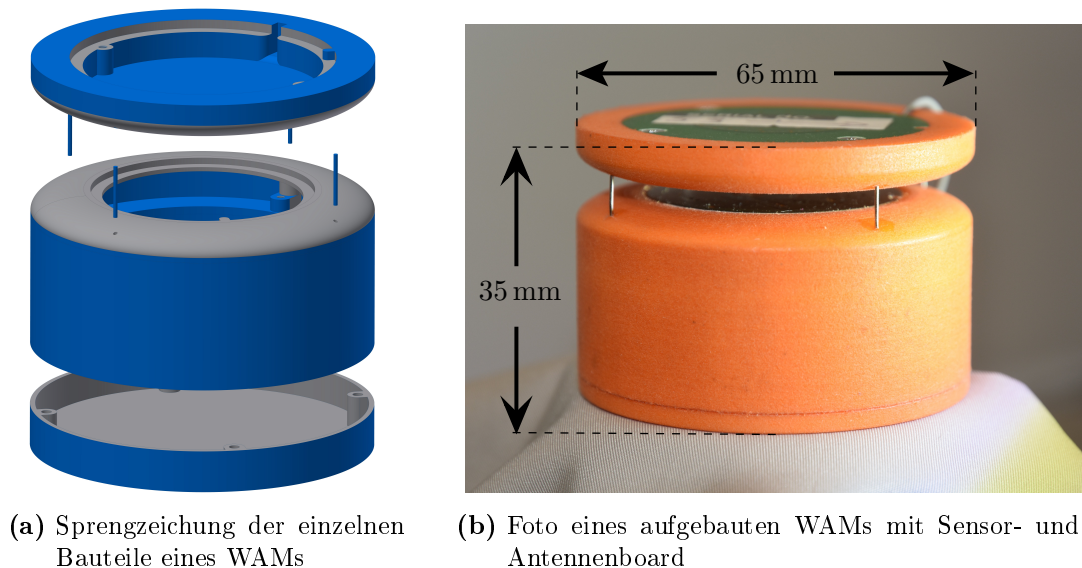 65 mm
35 mm
(a) Sprengzeichung der einzelnen
Bauteile eines WAMs
(b) Foto eines aufgebauten WAMs mit Sensor- und
Antennenboard